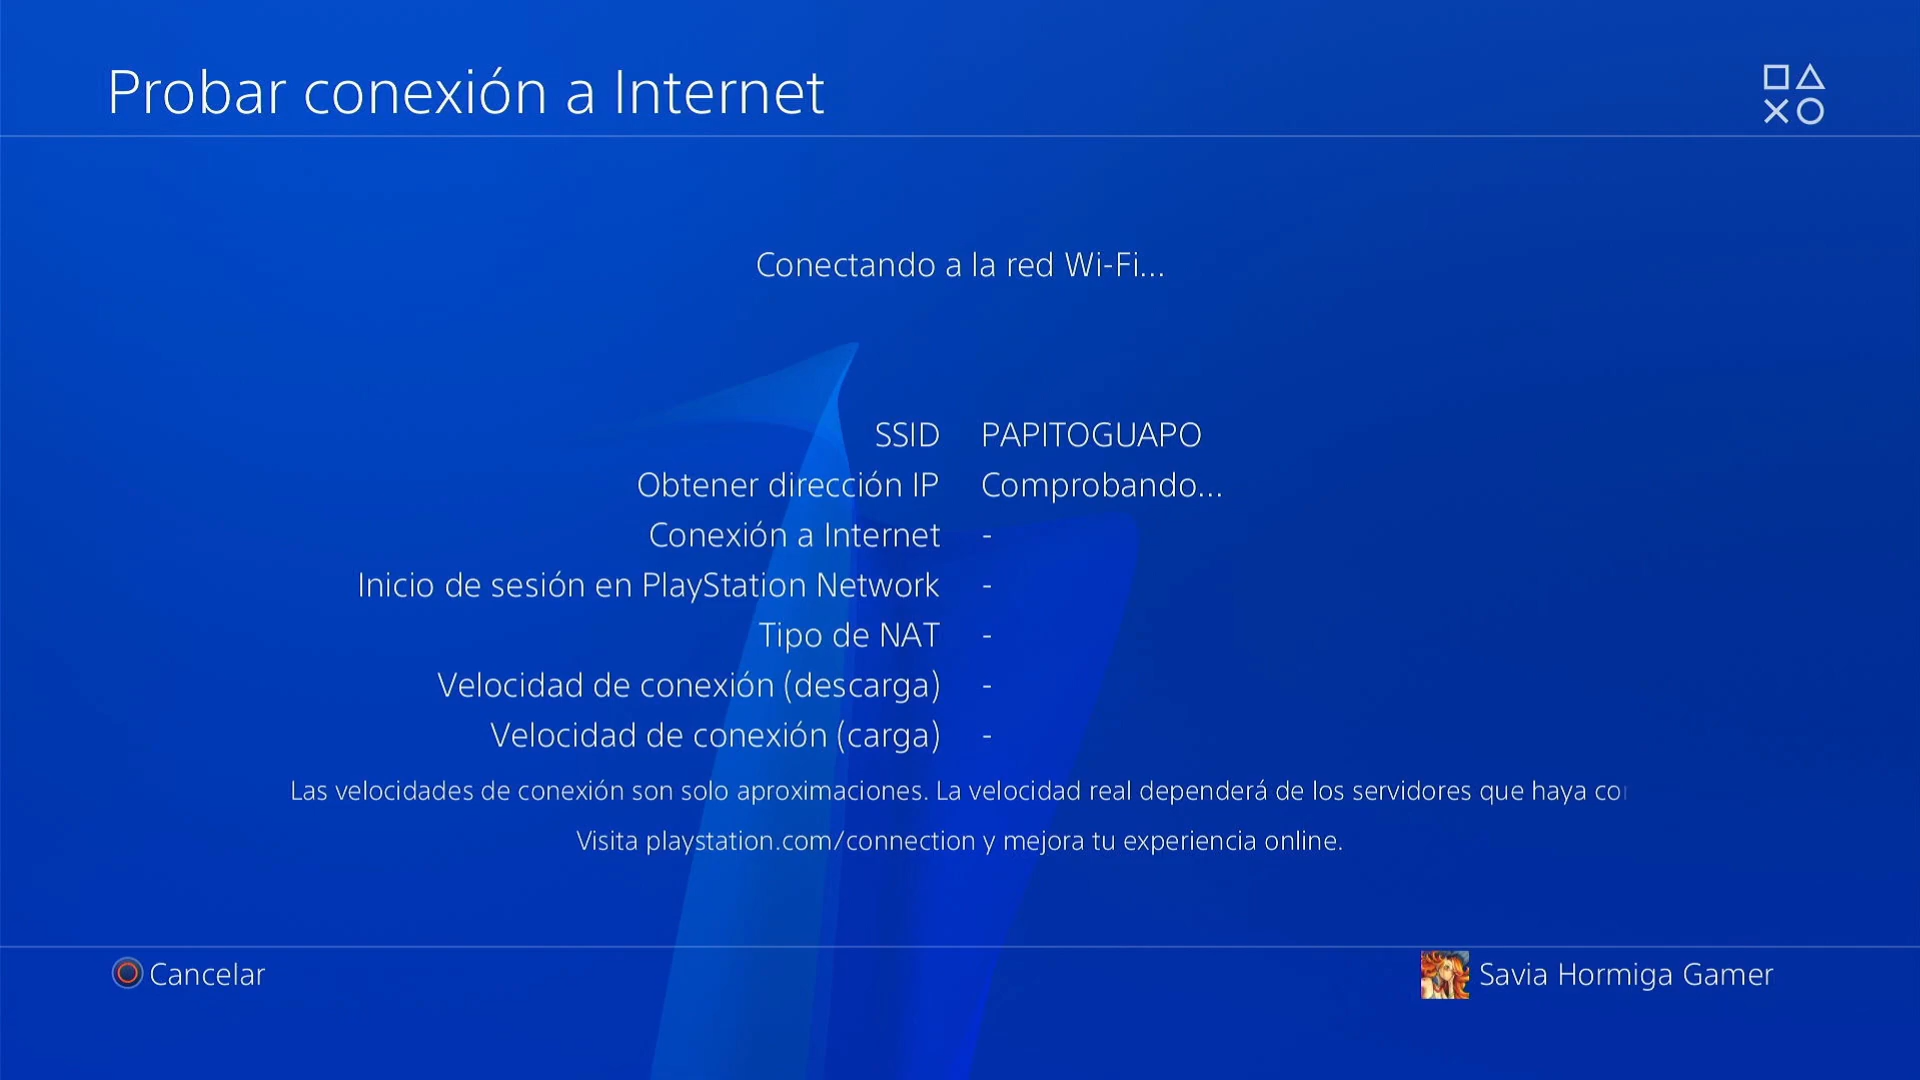 Probar conexión a Internet
Conectando a la red Wi-Fi...
SSID PAPITOGUAPO
Obtener dirección IP Comprobando...
Conexión a Internet -
Inicio de sesión en PlayStation Network -
Tipo de NAT -
Velocidad de conexión (descarga) -
Velocidad de conexión (carga) -
Las velocidades de conexión son solo aproximaciones. La velocidad real dependerá de los servidores que haya
Visita playstation.com/connection y mejora tu experiencia online.
Cancelar
Savia Hormiga Gamer